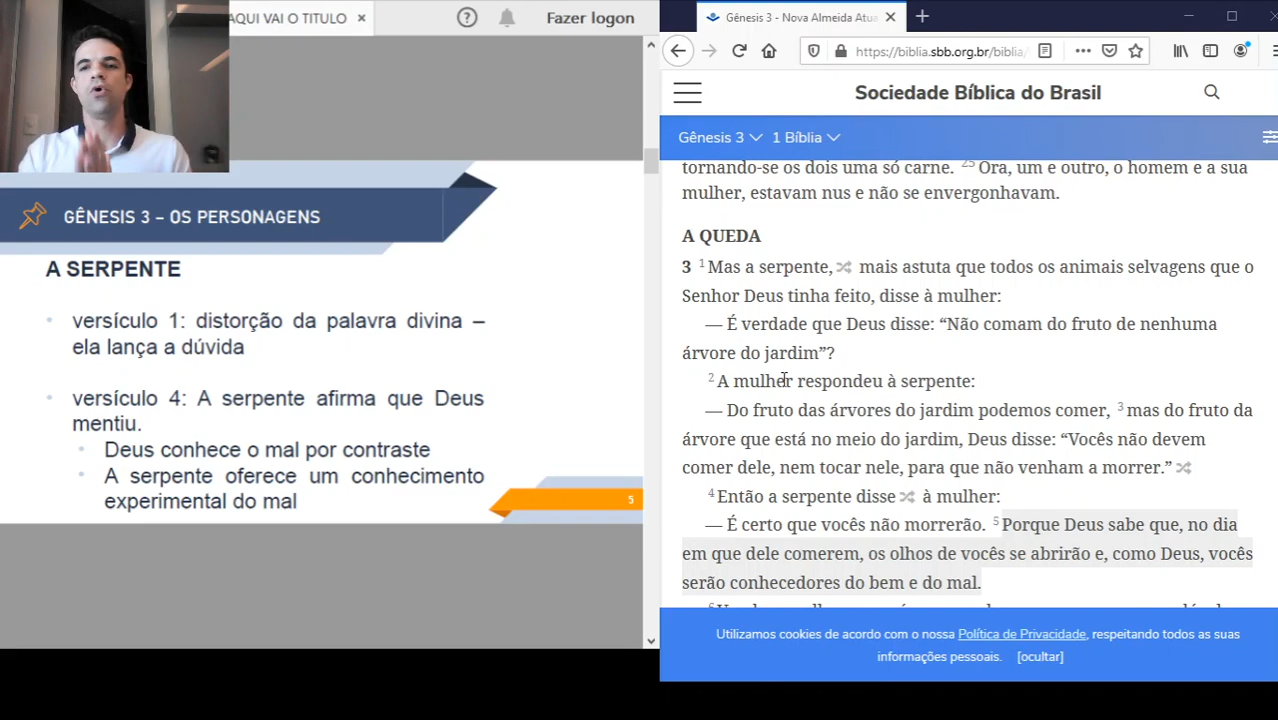 AQUI VAI O TITULO ×
Fazer logon
GÊNESIS 3 – OS PERSONAGENS
A SERPENTE
• versículo 1: distorção da palavra divina –
ela lança a dúvida
• versículo 4: A serpente afirma que Deus
mentiu.
• Deus conhece o mal por contraste
• A serpente oferece um conhecimento
experimental do mal
5
Gênesis 3 - Nova Almeida Atua
https://biblia.sbb.org.br/biblia/
Sociedade Bíblica do Brasil
Gênesis 3 1 Bíblia
tornando-se os dois uma só carne. 25 Ora, um e outro, o homem e a sua
mulher, estavam nus e não se envergonhavam.
A QUEDA
3 1 Mas a serpente, mais astuta que todos os animais selvagens que o
Senhor Deus tinha feito, disse à mulher:
— É verdade que Deus disse: “Não comam do fruto de nenhuma
árvore do jardim”?
2 A mulher respondeu à serpente:
— Do fruto das árvores do jardim podemos comer, 3 mas do fruto da
árvore que está no meio do jardim, Deus disse: “Vocês não devem
comer dele, nem tocar nele, para que não venham a morrer.”
4 Então a serpente disse à mulher:
— É certo que vocês não morrerão. 5 Porque Deus sabe que, no dia
em que dele comerem, os olhos de vocês se abrirão e, como Deus, vocês
serão conhecedores do bem e do mal.
Utilizamos cookies de acordo com o nossa Política de Privacidade, respeitando todos as suas
informações pessoais. [ocultar]